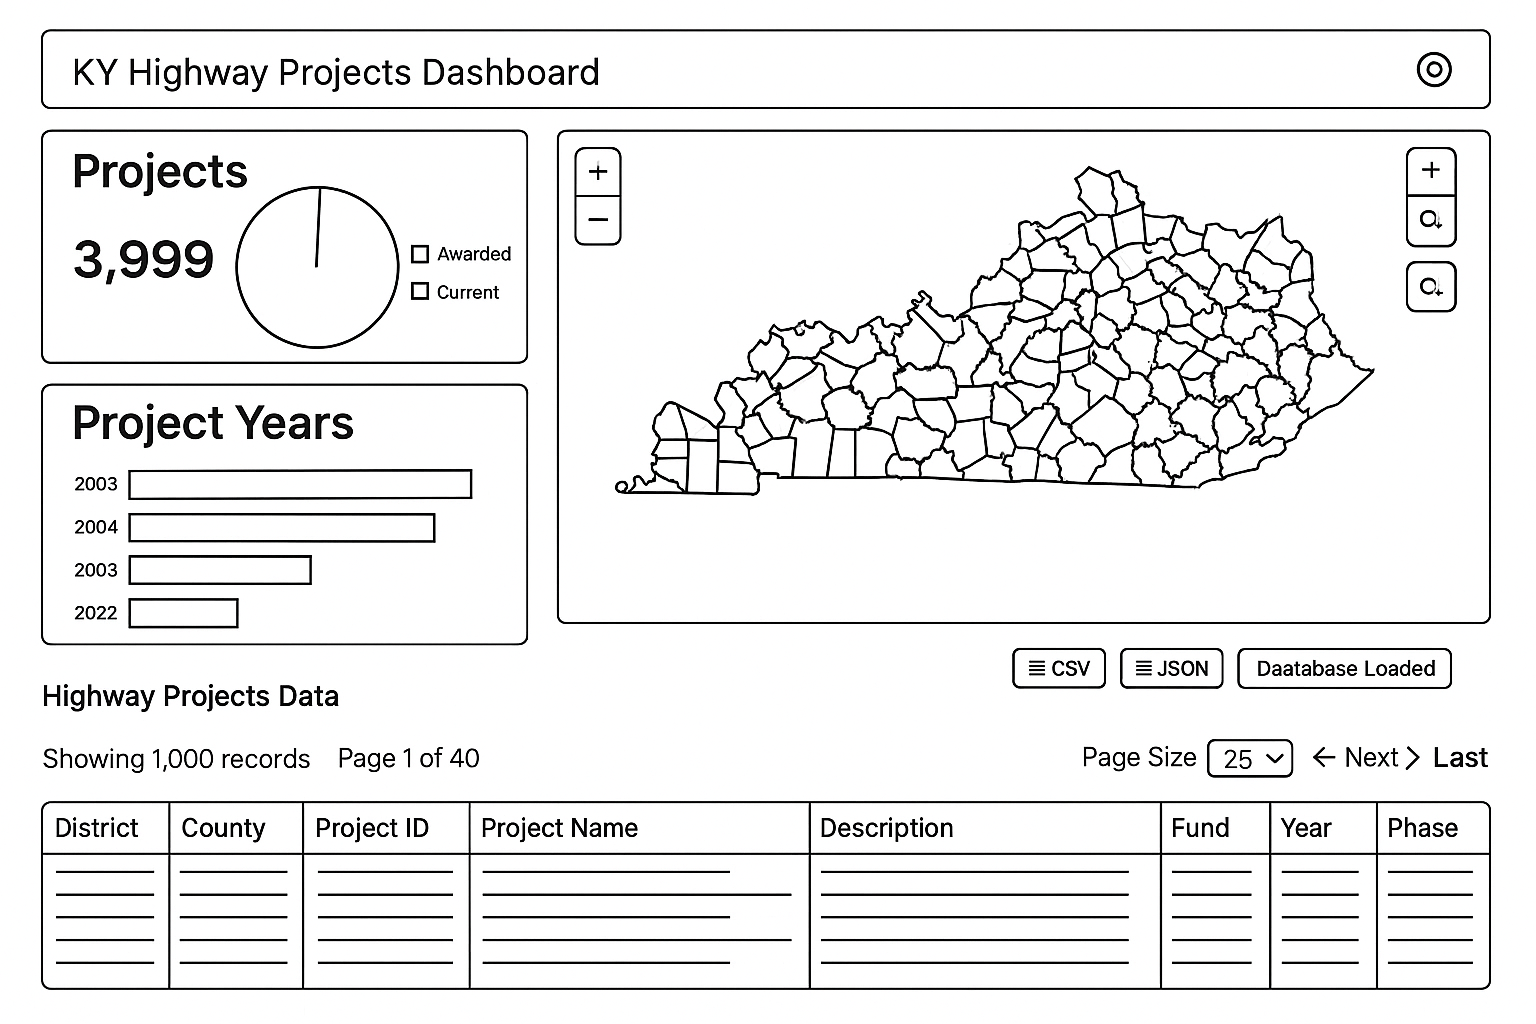 KY Highway Projects Dashboard
Projects
3,999
Awarded
Current
+
−
+
Project Years
2003
2004
2003
2022
CSV
JSON
Daatabase Loaded
Highway Projects Data
Showing 1,000 records Page 1 of 40
Page Size 25 ← Next > Last
District County Project ID Project Name Description Fund Year Phase